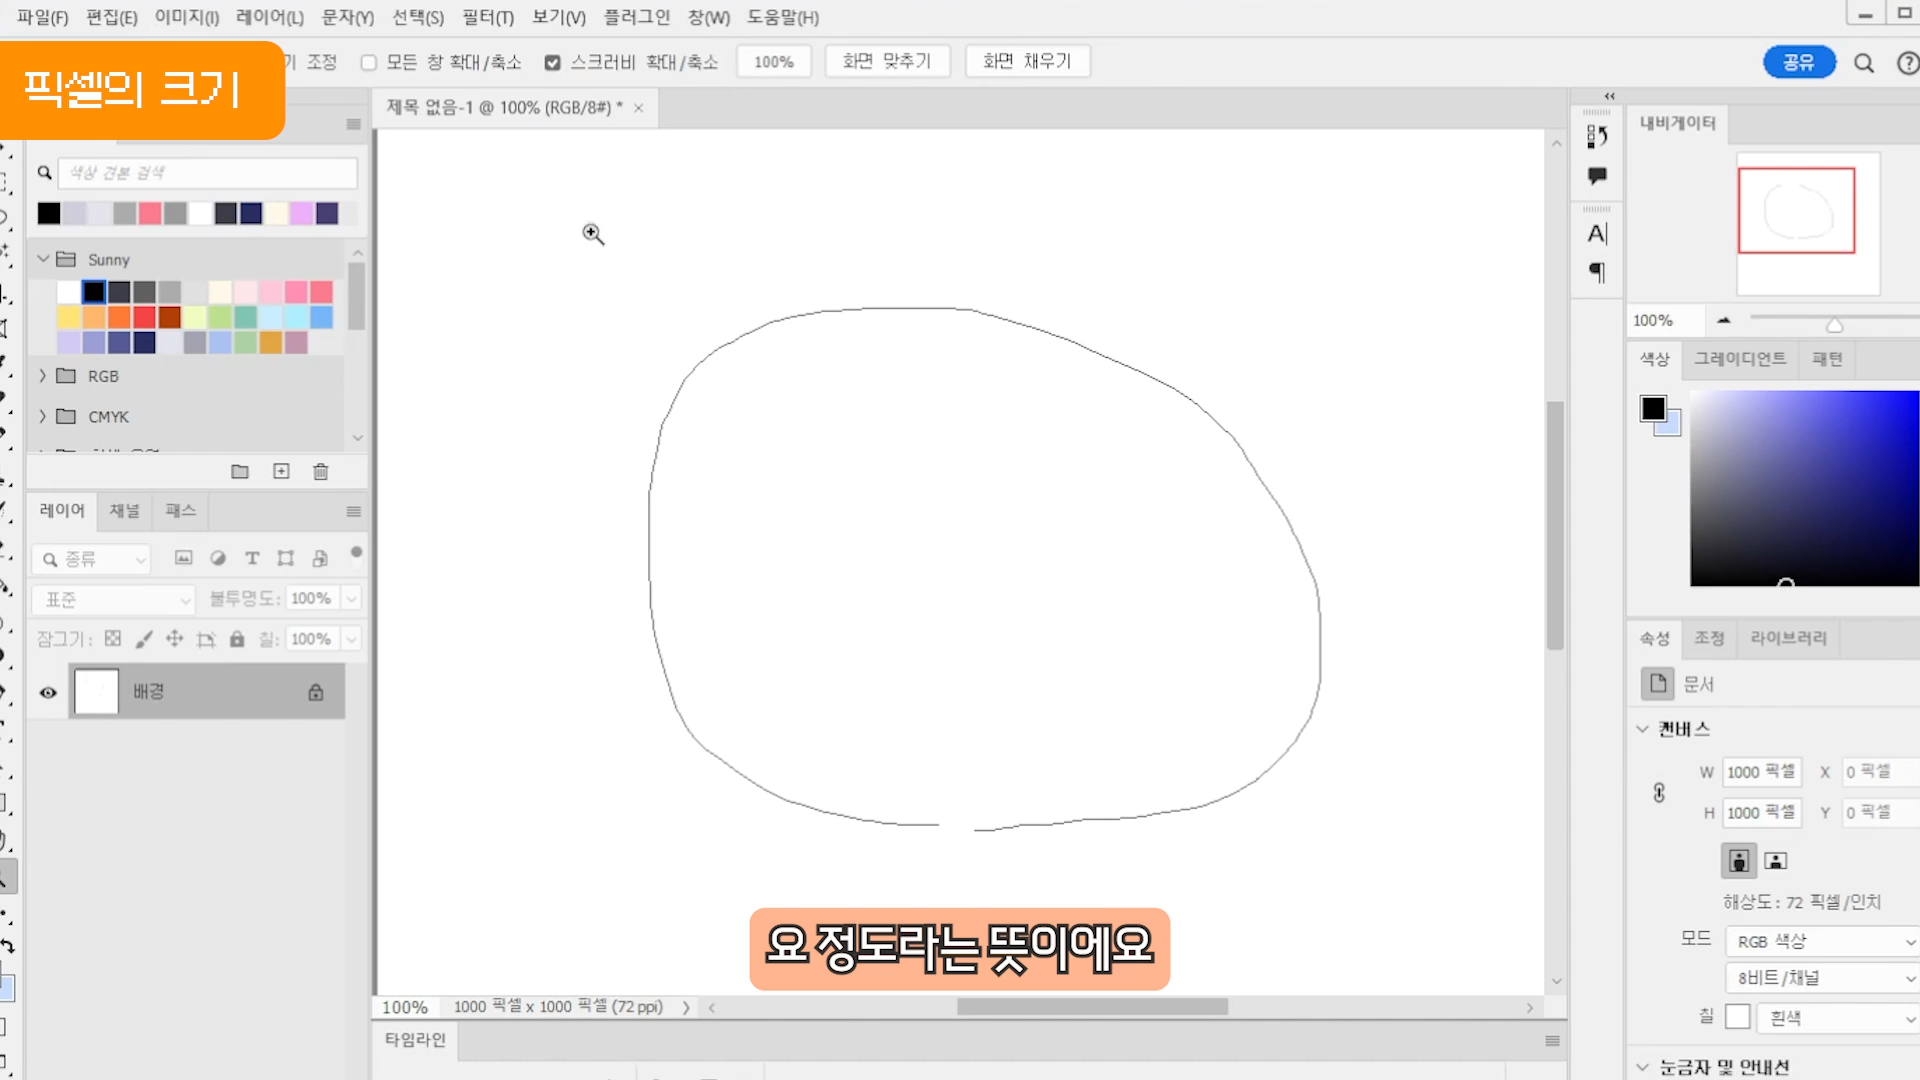 파일(F) 편집(E) 이미지(I) 레이어(L) 문자(Y) 선택(S) 필터(T) 보기(V) 플러그인 창(W) 도움말(H)
픽셀의 크기
조정 모든 창 확대/축소 스크러비 확대/축소 100% 화면 맞추기 화면 채우기 공유
제목 없음-1 @ 100% (RGB/8#) *
색상 견본 검색
Sunny
RGB
CMYK
레이어 채널 패스
종류
표준 불투명도: 100%
잠그기: 칠: 100%
배경
내비게이터
100%
색상 그레이디언트 패턴
속성 조정 라이브러리
문서
캔버스
W 1000 픽셀 X 0 픽셀
H 1000 픽셀 Y 0 픽셀
해상도: 72 픽셀/인치
모드 RGB 색상
8비트/채널
칠 흰색
눈금자 및 안내선
요 정도라는 뜻이에요
100% 1000 픽셀 x 1000 픽셀 (72 ppi)
타임라인